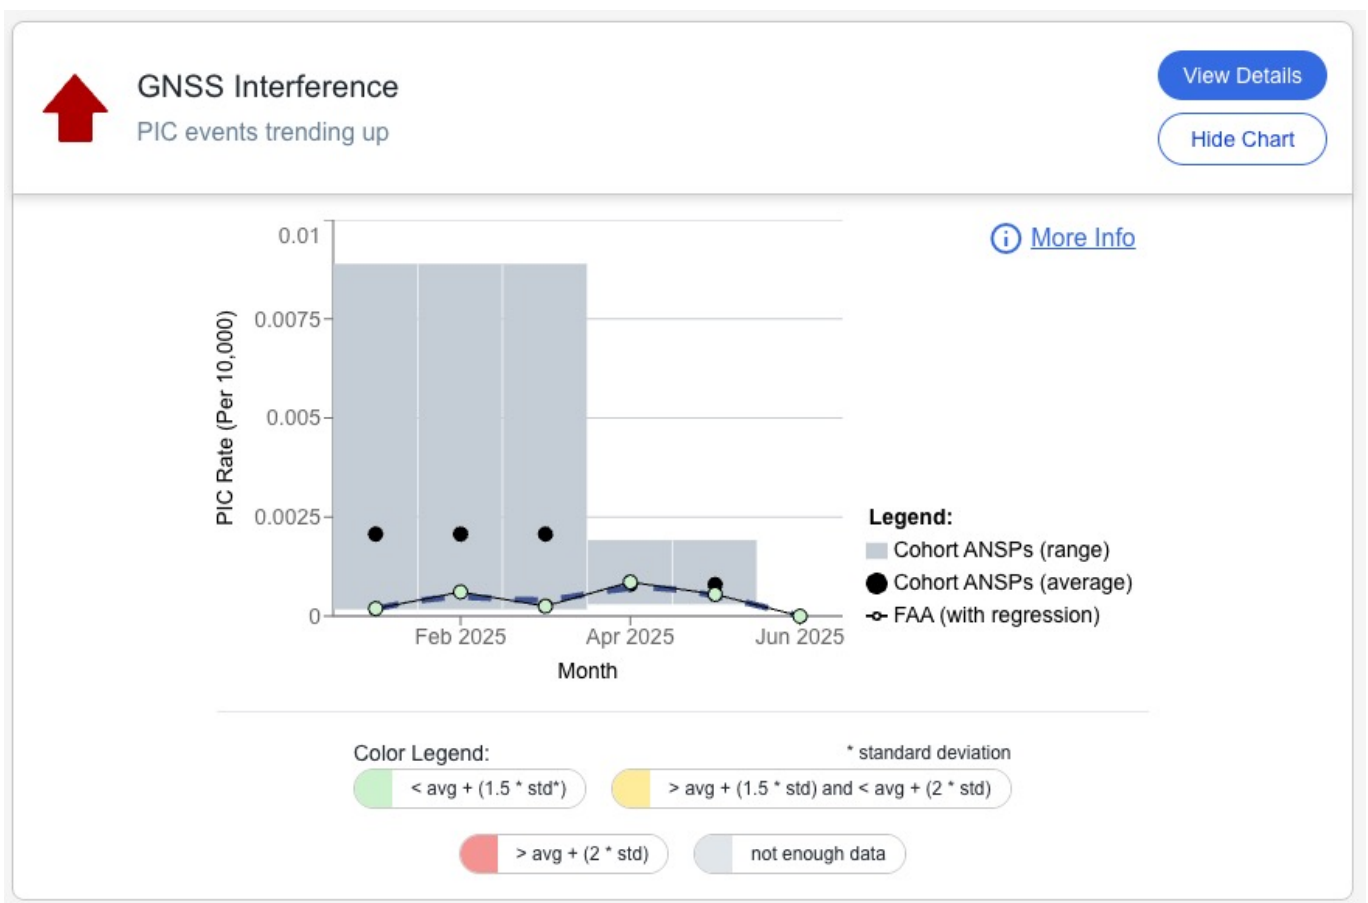 GNSS Interference
PIC events trending up
View Details
Hide Chart
More Info
0.01
0.0075
0.005
0.0025
0
PIC Rate (Per 10,000)
Feb 2025
Apr 2025
Jun 2025
Month
Legend:
Cohort ANSPs (range)
Cohort ANSPs (average)
FAA (with regression)
Color Legend:
* standard deviation
< avg + (1.5 * std*)
> avg + (1.5 * std) and < avg + (2 * std)
> avg + (2 * std)
not enough data